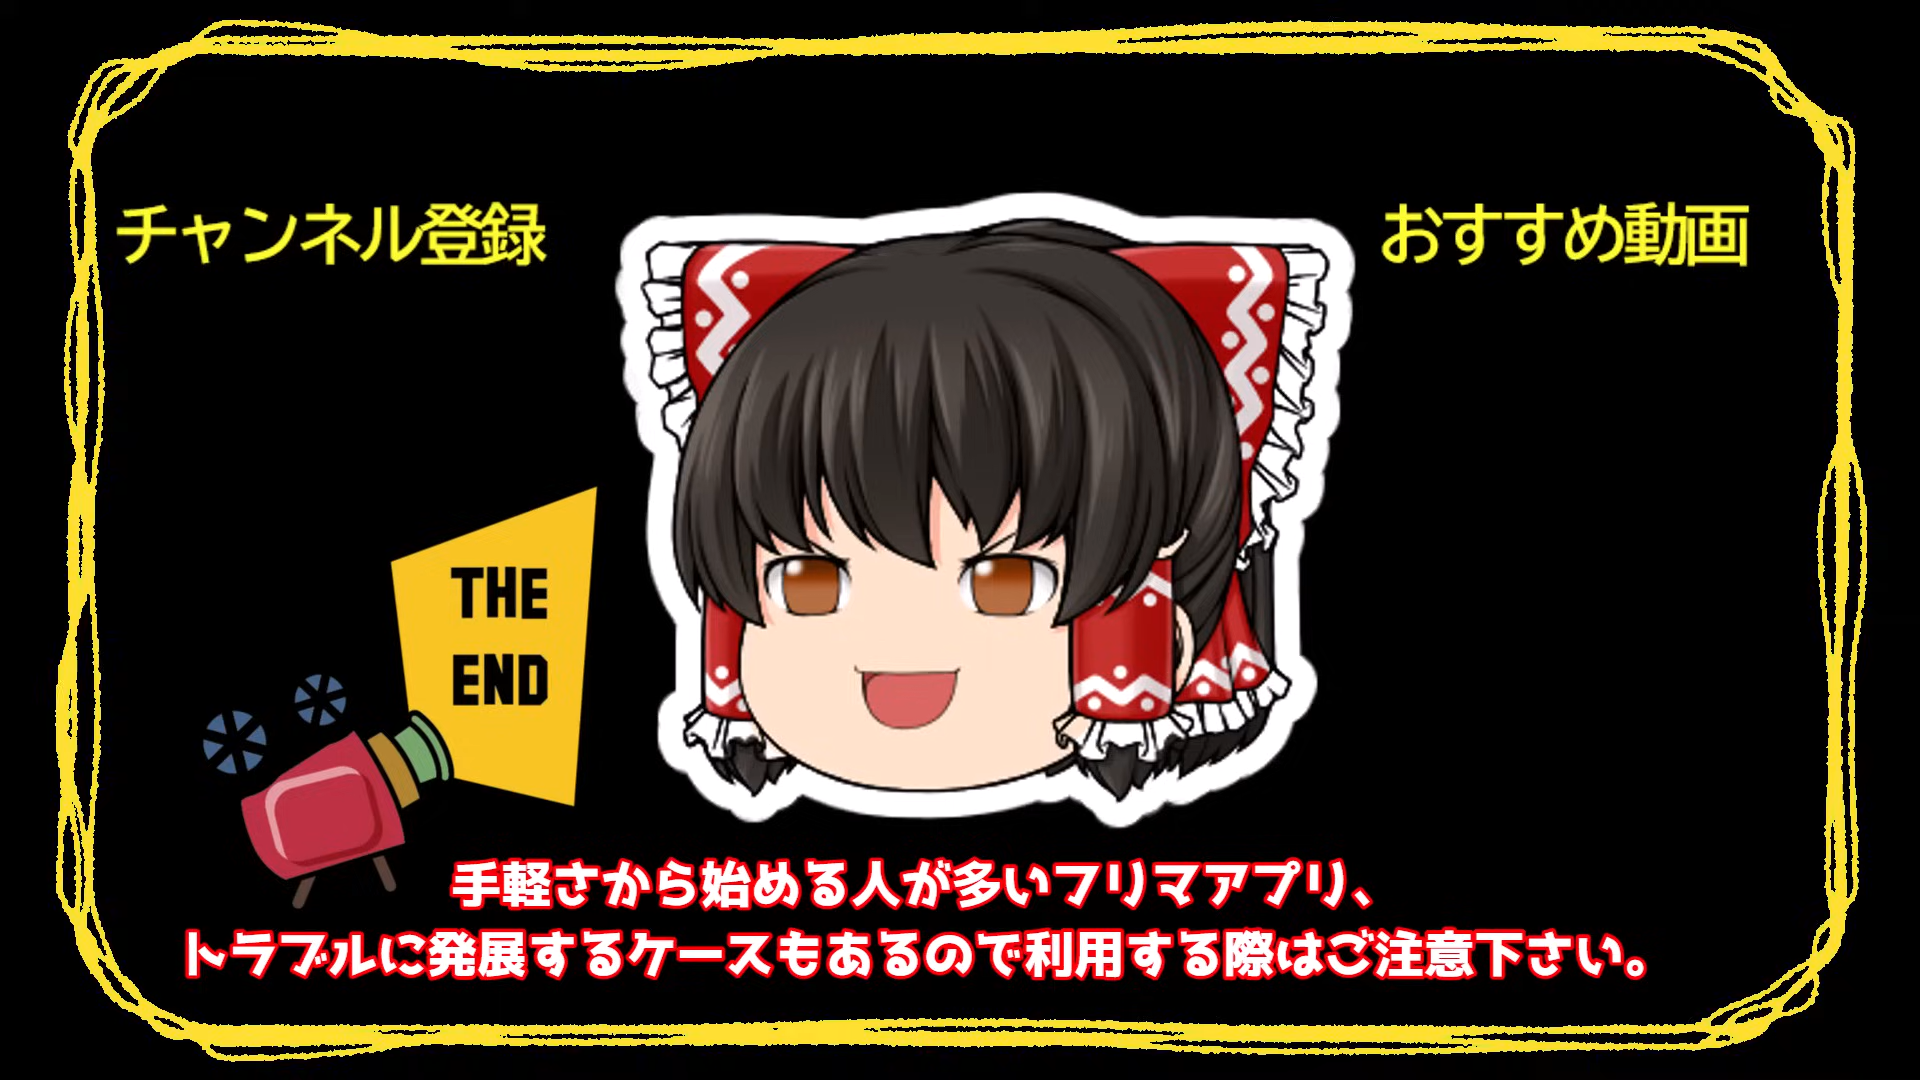 チャンネル登録
おすすめ動画
THE
END
手軽さから始める人が多いフリマアプリ、
トラブルに発展するケースもあるので利用する際はご注意下さい。